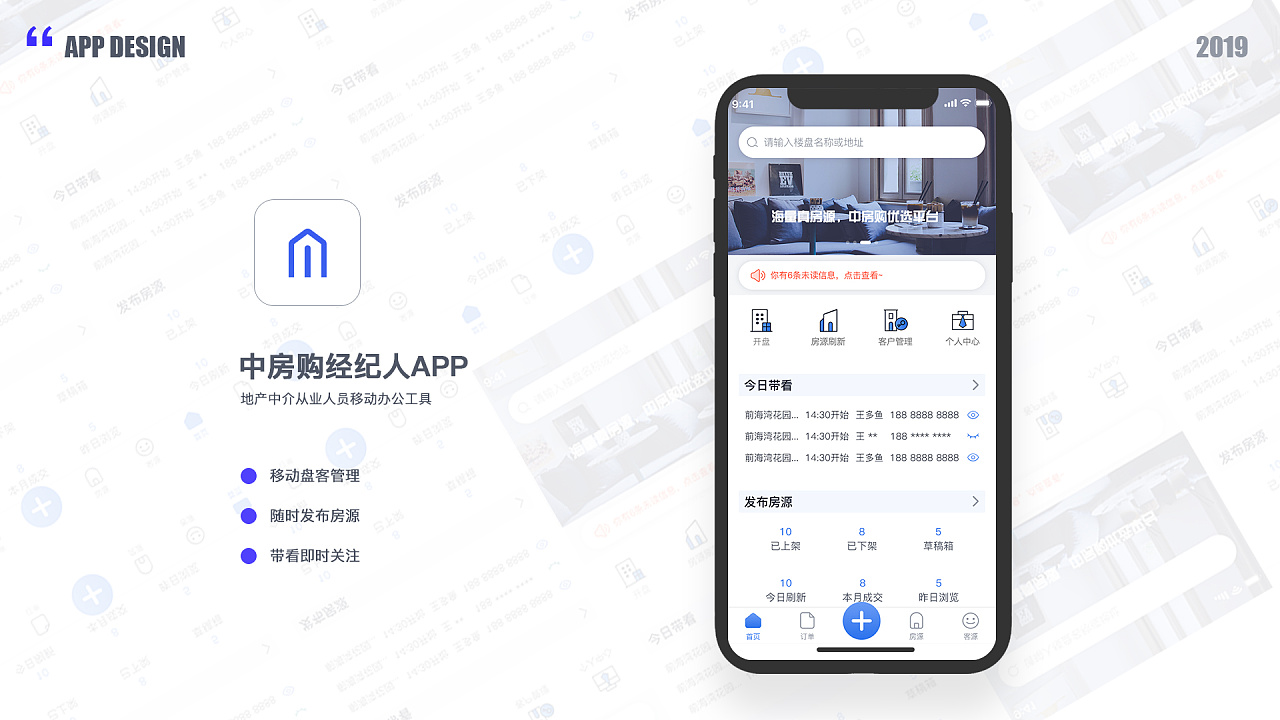 “ APP DESIGN
2019
中房购经纪人APP
地产中介从业人员移动办公工具
移动盘客管理
随时发布房源
带看即时关注
9:41
请输入楼盘名称或地址
海量真房源，中房购优选平台
你有6条未读信息，点击查看~
开盘 房源刷新 客户管理 个人中心
今日带看
前海湾花园... 14:30开始 王多鱼 188 8888 8888
前海湾花园... 14:30开始 王 ** 188 **** ****
前海湾花园... 14:30开始 王多鱼 188 8888 8888
发布房源
10 8 5
已上架 已下架 草稿箱
10 8 5
今日刷新 本月成交 昨日浏览
首页 订单 房源 客源